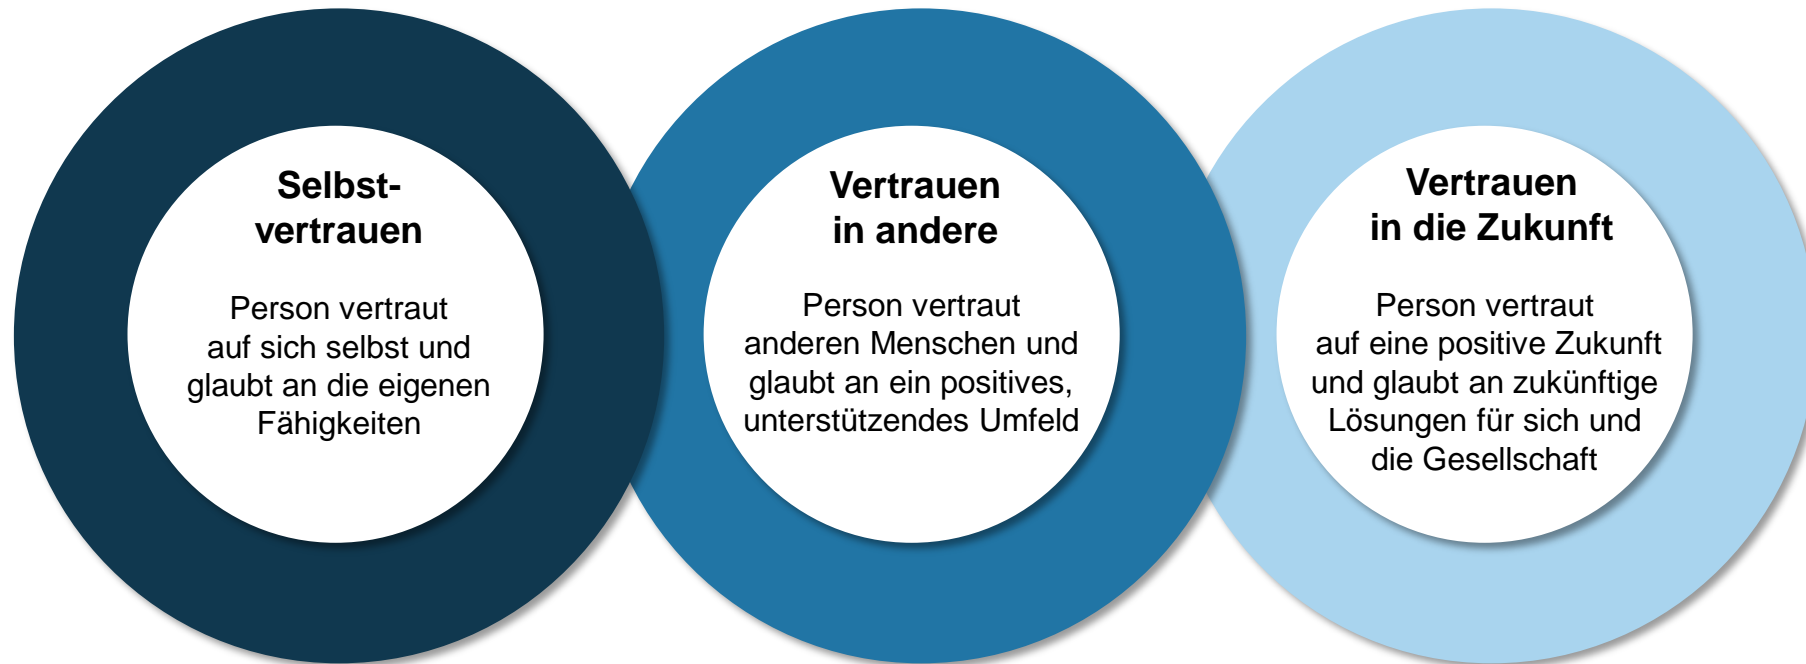 Selbst-
vertrauen
Person vertraut
auf sich selbst und
glaubt an die eigenen
Fähigkeiten
Vertrauen
in andere
Person vertraut
anderen Menschen und
glaubt an ein positives,
unterstützendes Umfeld
Vertrauen
in die Zukunft
Person vertraut
auf eine positive Zukunft
und glaubt an zukünftige
Lösungen für sich und
die Gesellschaft